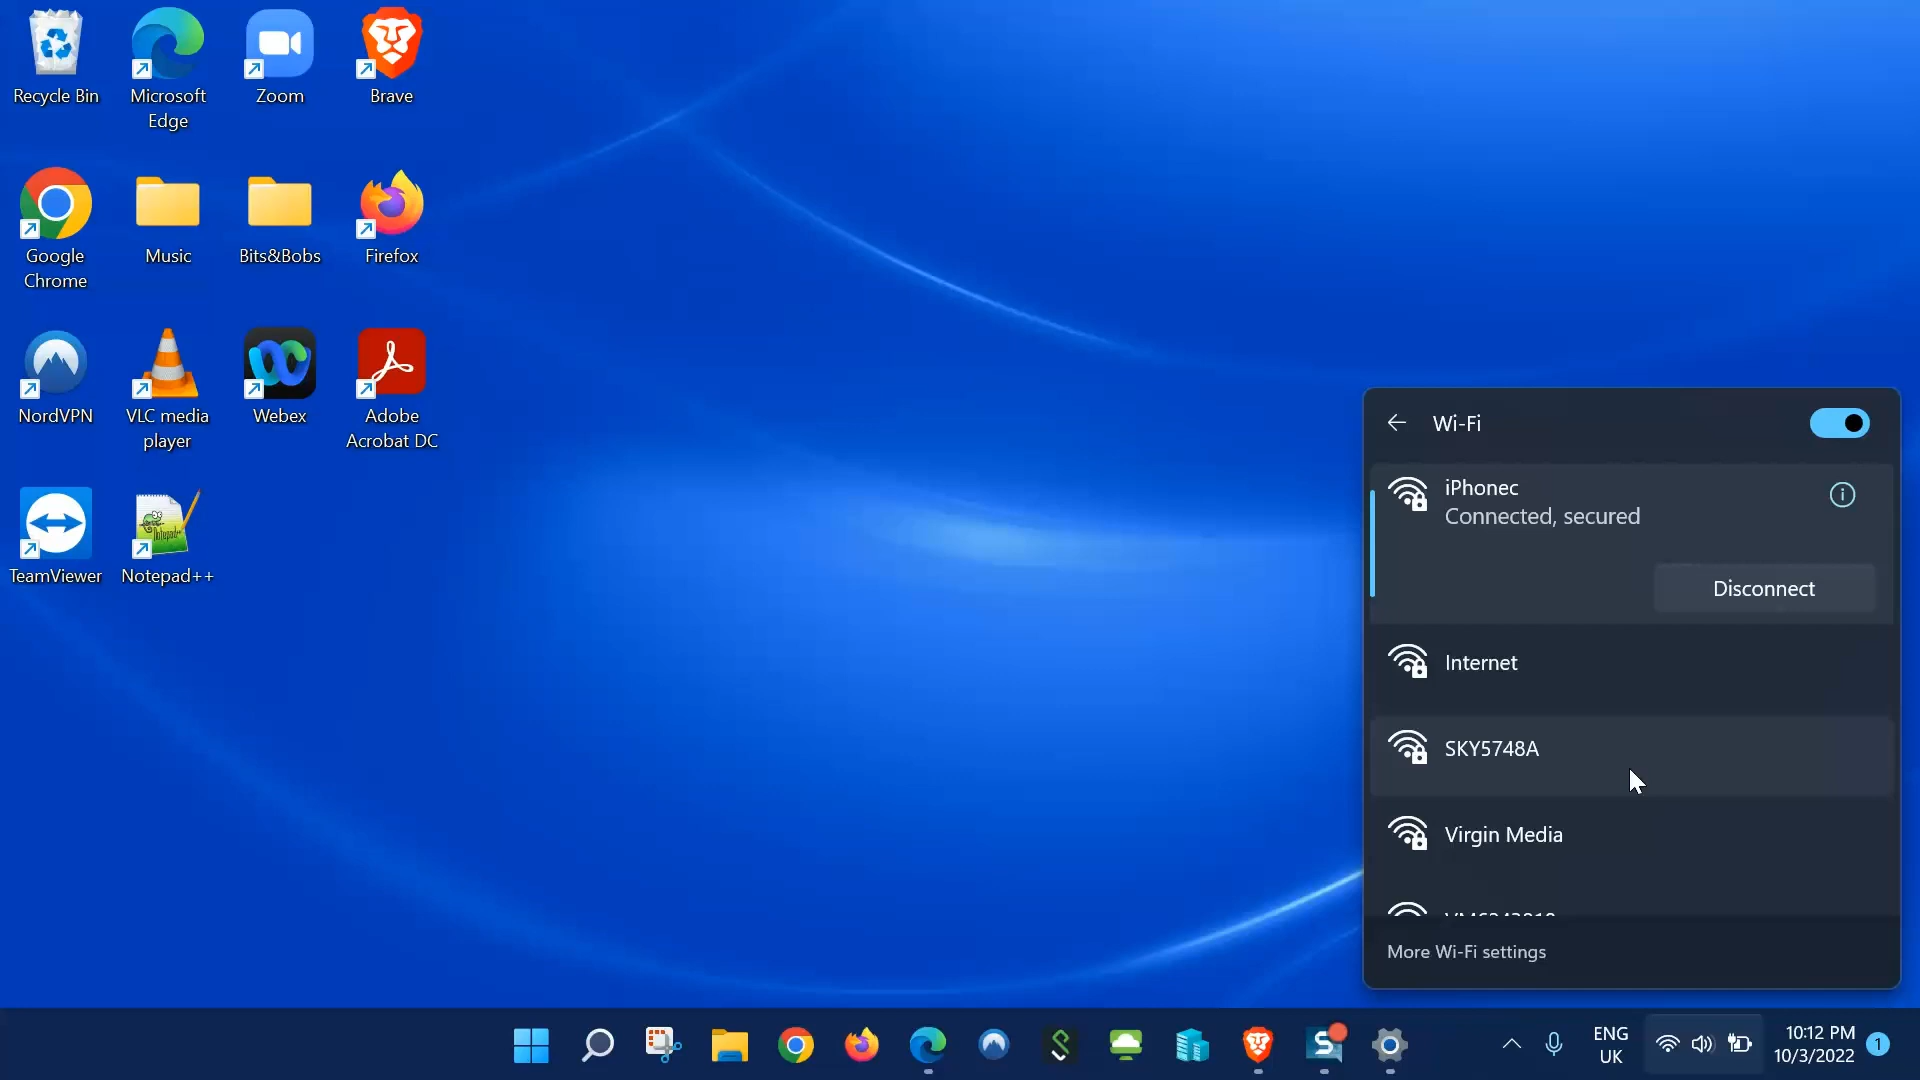 Recycle Bin
Microsoft
Edge
Zoom
Brave
Google
Chrome
Music
Bits&Bobs
Firefox
NordVPN
VLC media
player
Webex
Adobe
Acrobat DC
TeamViewer
Notepad++
Wi-Fi
iPhonec
Connected, secured
Disconnect
Internet
SKY5748A
Virgin Media
More Wi-Fi settings
ENG
UK
10:12 PM
10/3/2022
1